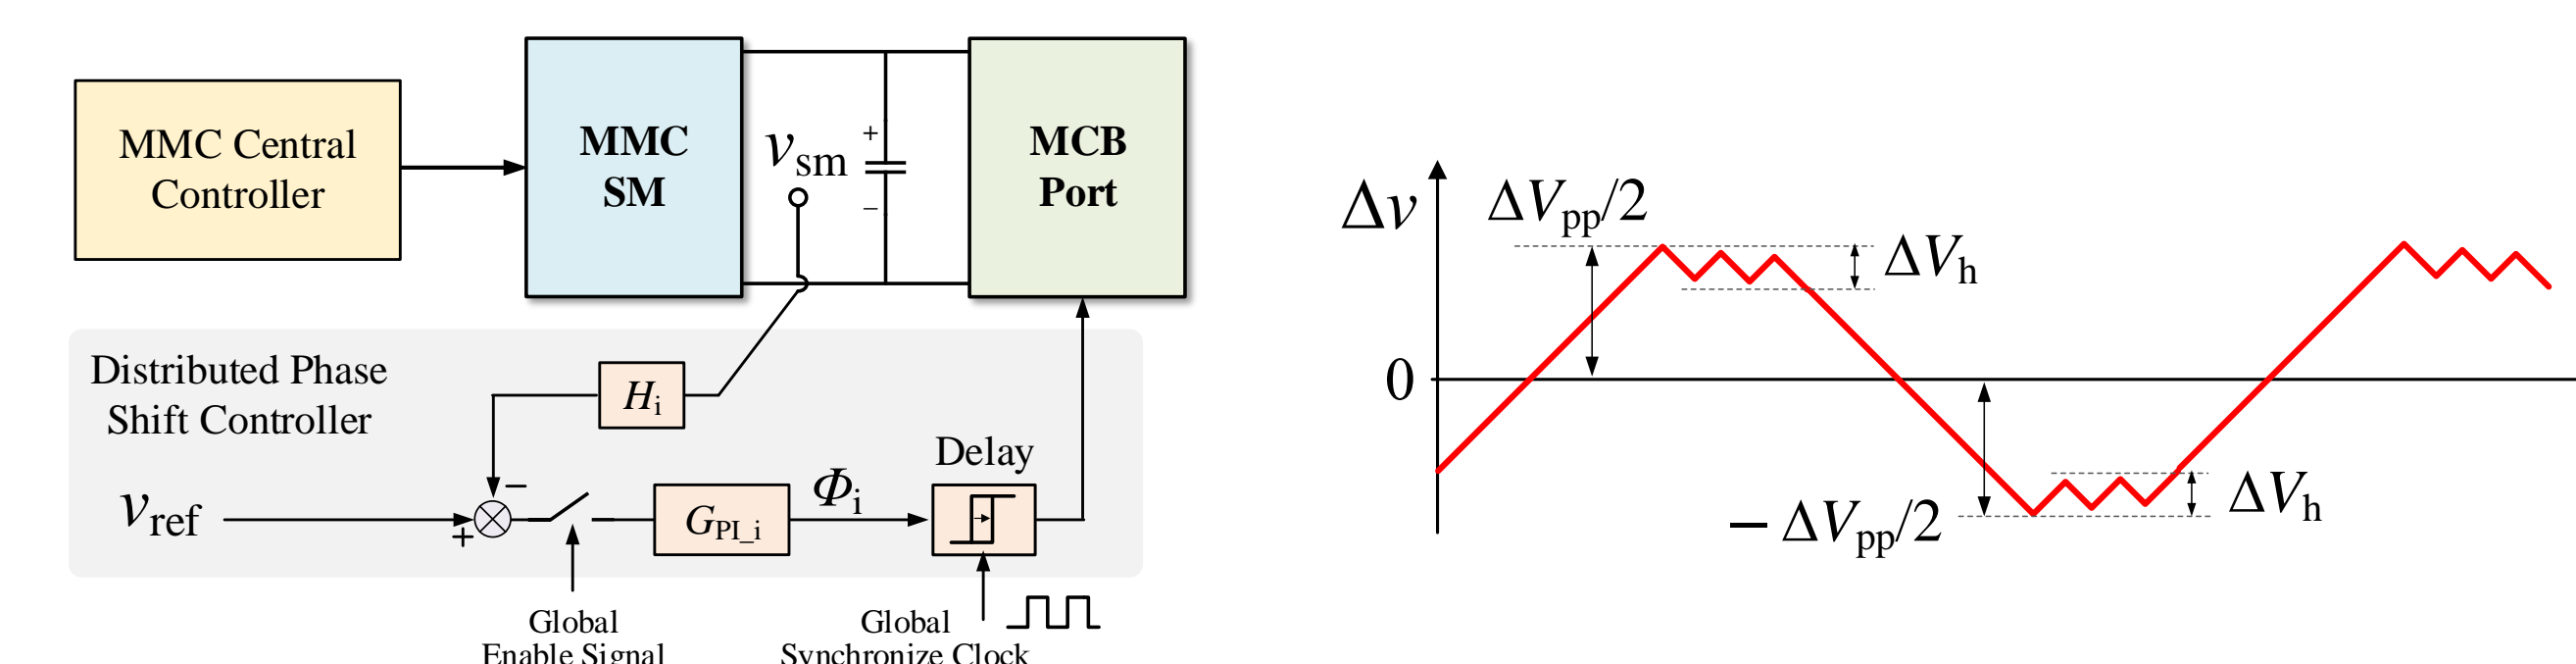 MMC Central
Controller
MMC
SM
v_sm
+
−
MCB
Port
Distributed Phase
Shift Controller
H_i
Delay
v_ref
+
−
G_PI_i
Φ_i
Global
Enable Signal
Global
Synchronize Clock
Δv
ΔV_pp/2
ΔV_h
0
− ΔV_pp/2
ΔV_h